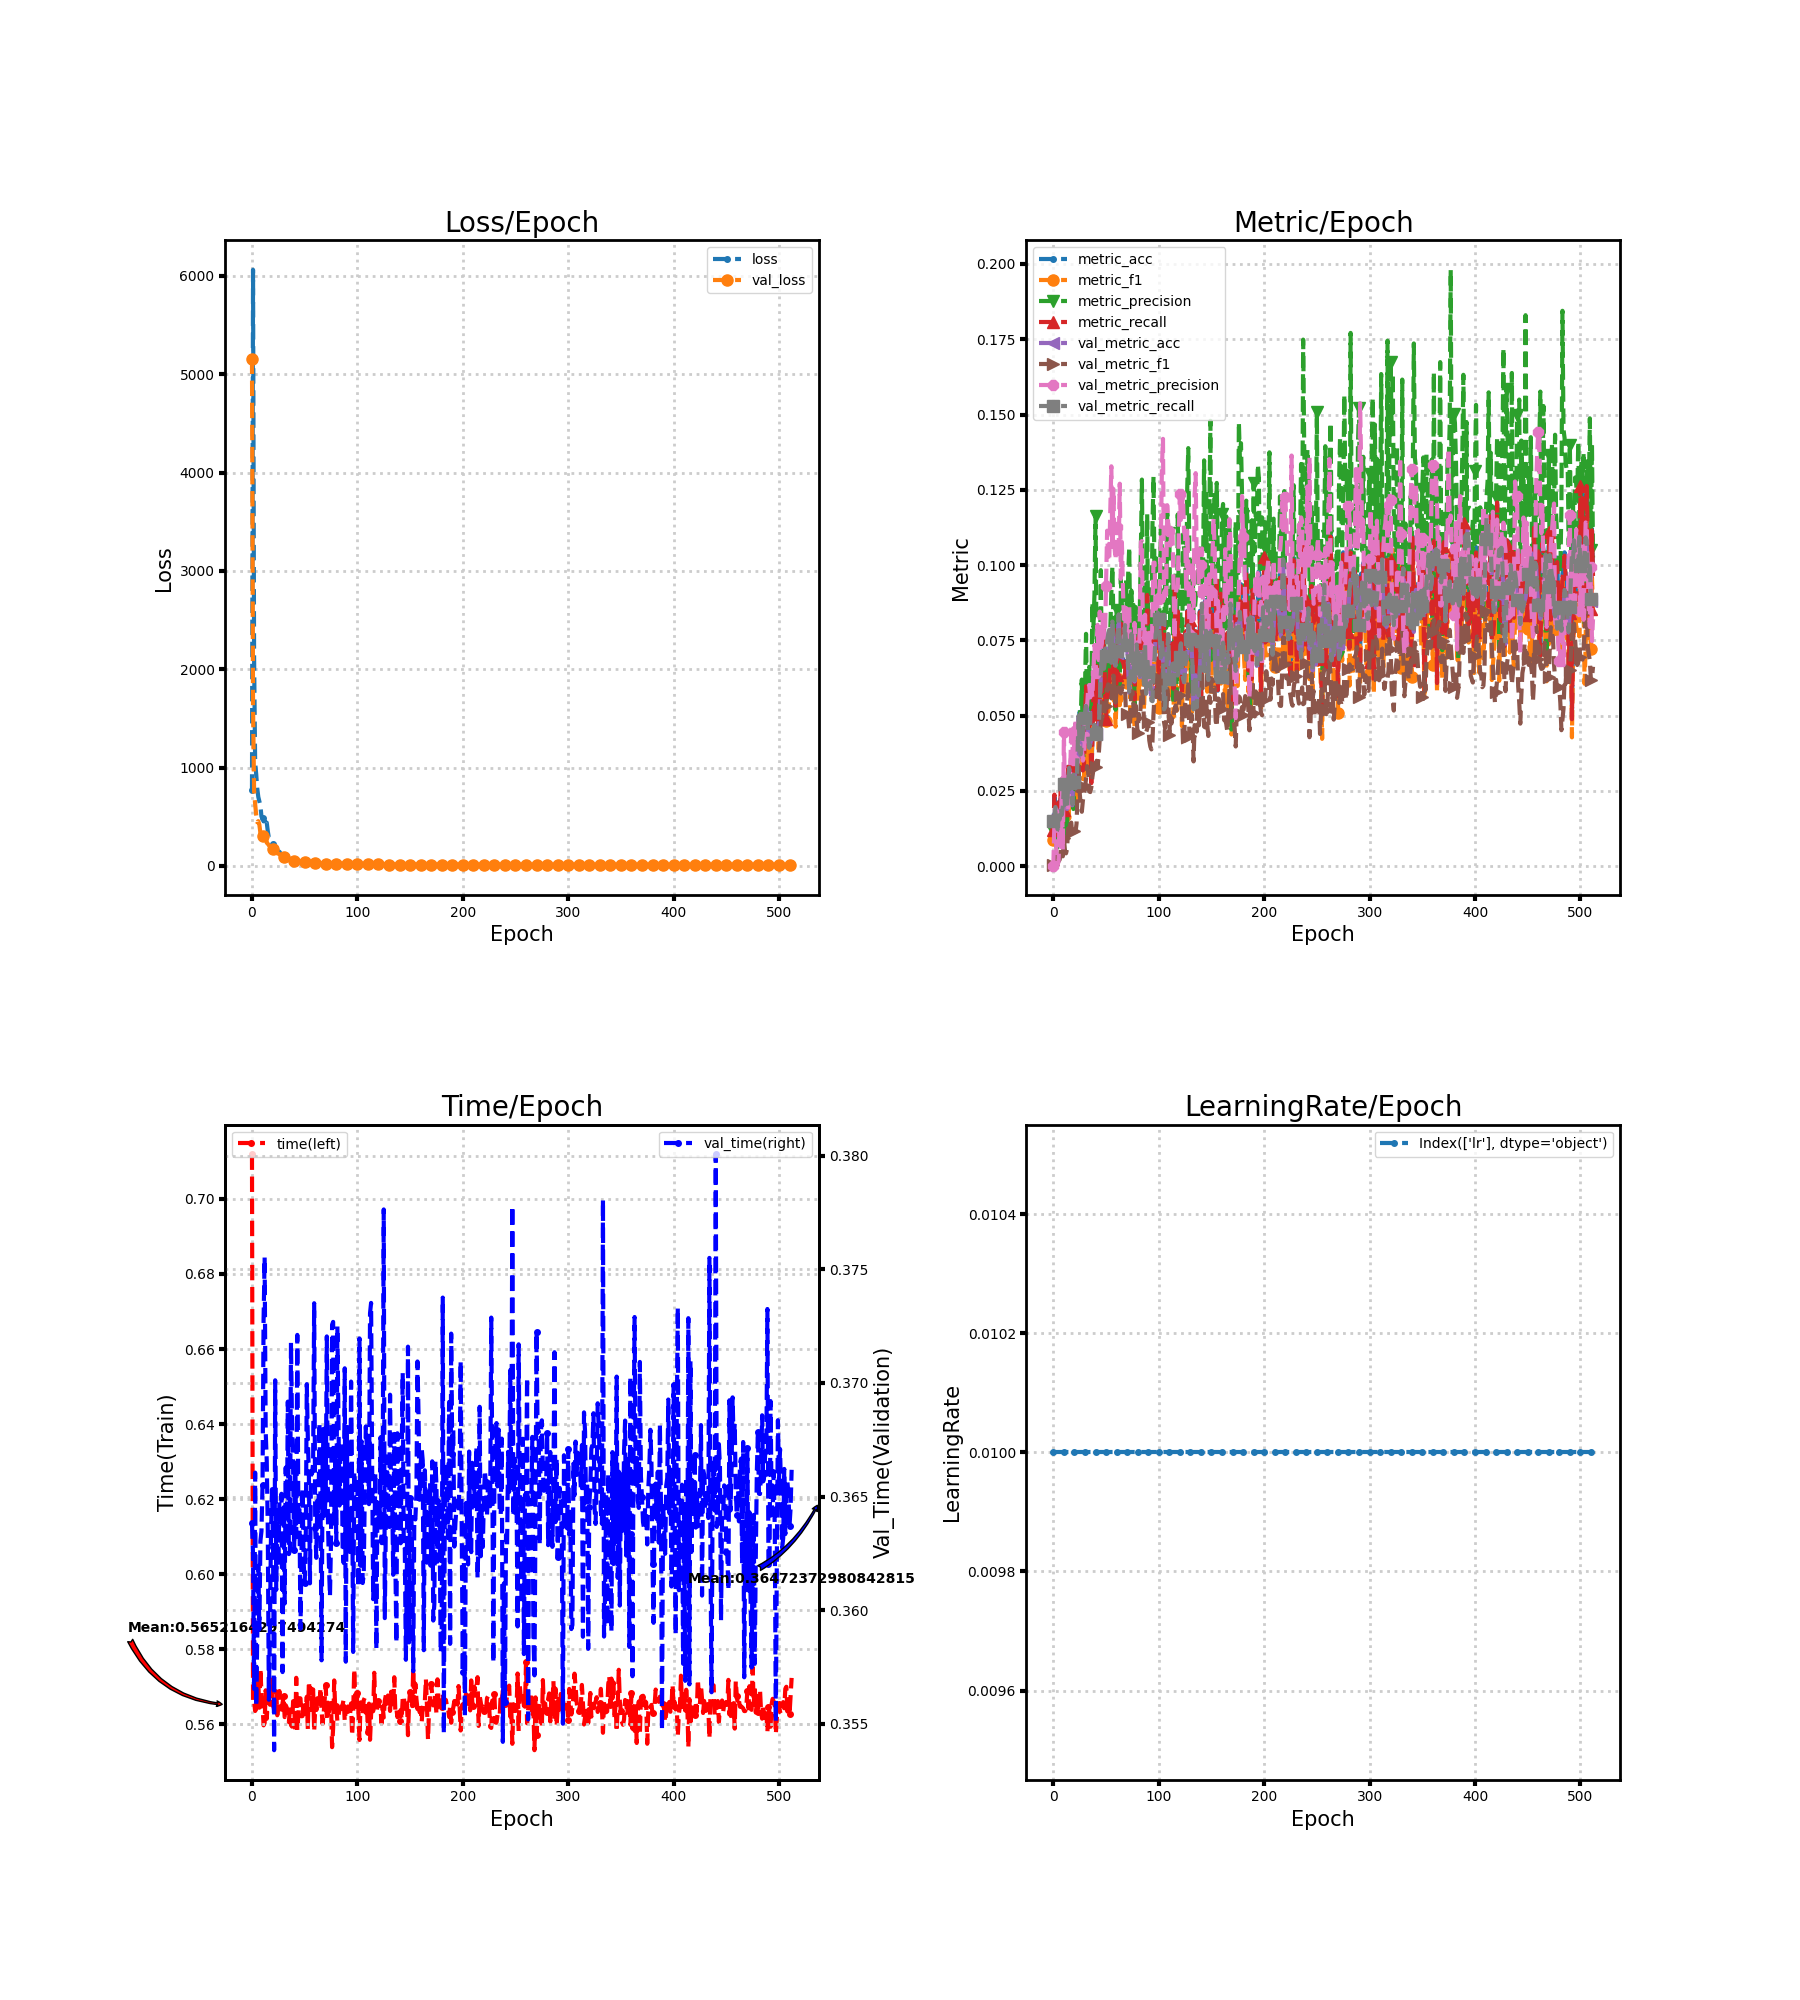 Loss/Epoch
loss
val_loss
6000
5000
4000
3000
2000
1000
0
Loss
0 100 200 300 400 500
Epoch
Metric/Epoch
metric_acc
metric_f1
metric_precision
metric_recall
val_metric_acc
val_metric_f1
val_metric_precision
val_metric_recall
0.200
0.175
0.150
0.125
0.100
0.075
0.050
0.025
0.000
Metric
0 100 200 300 400 500
Epoch
Time/Epoch
time(left)
val_time(right)
0.70
0.68
0.66
0.64
0.62
0.60
0.58
0.56
Time(Train)
0.380
0.375
0.370
0.365
0.360
0.355
Val_Time(Validation)
Mean:0.36472372980842815
0 100 200 300 400 500
Epoch
LearningRate/Epoch
Index(['lr'], dtype='object')
0.0104
0.0102
0.0100
0.0098
0.0096
LearningRate
0 100 200 300 400 500
Epoch